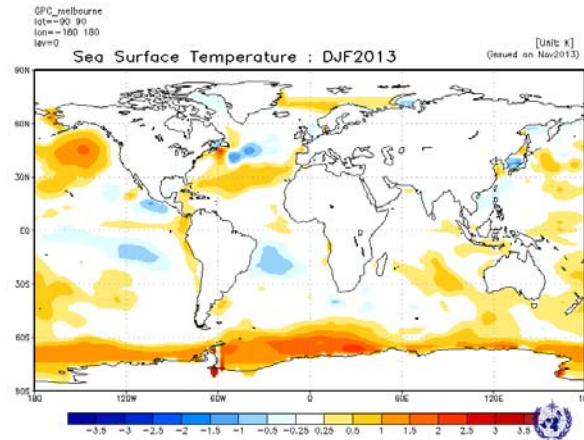 GPC_melbourne
lat=-90 90
lon=-180 180
lev=0
[Unit: K]
Sea Surface Temperature : DJF2013
(issued on Nov2013)
90N
60N
30N
EQ
30S
60S
90S
180 120W 60W 0 60E 120E 180
-3.5 -3 -2.5 -2 -1.5 -1 -0.5 -0.25 0.25 0.5 1 1.5 2 2.5 3 3.5